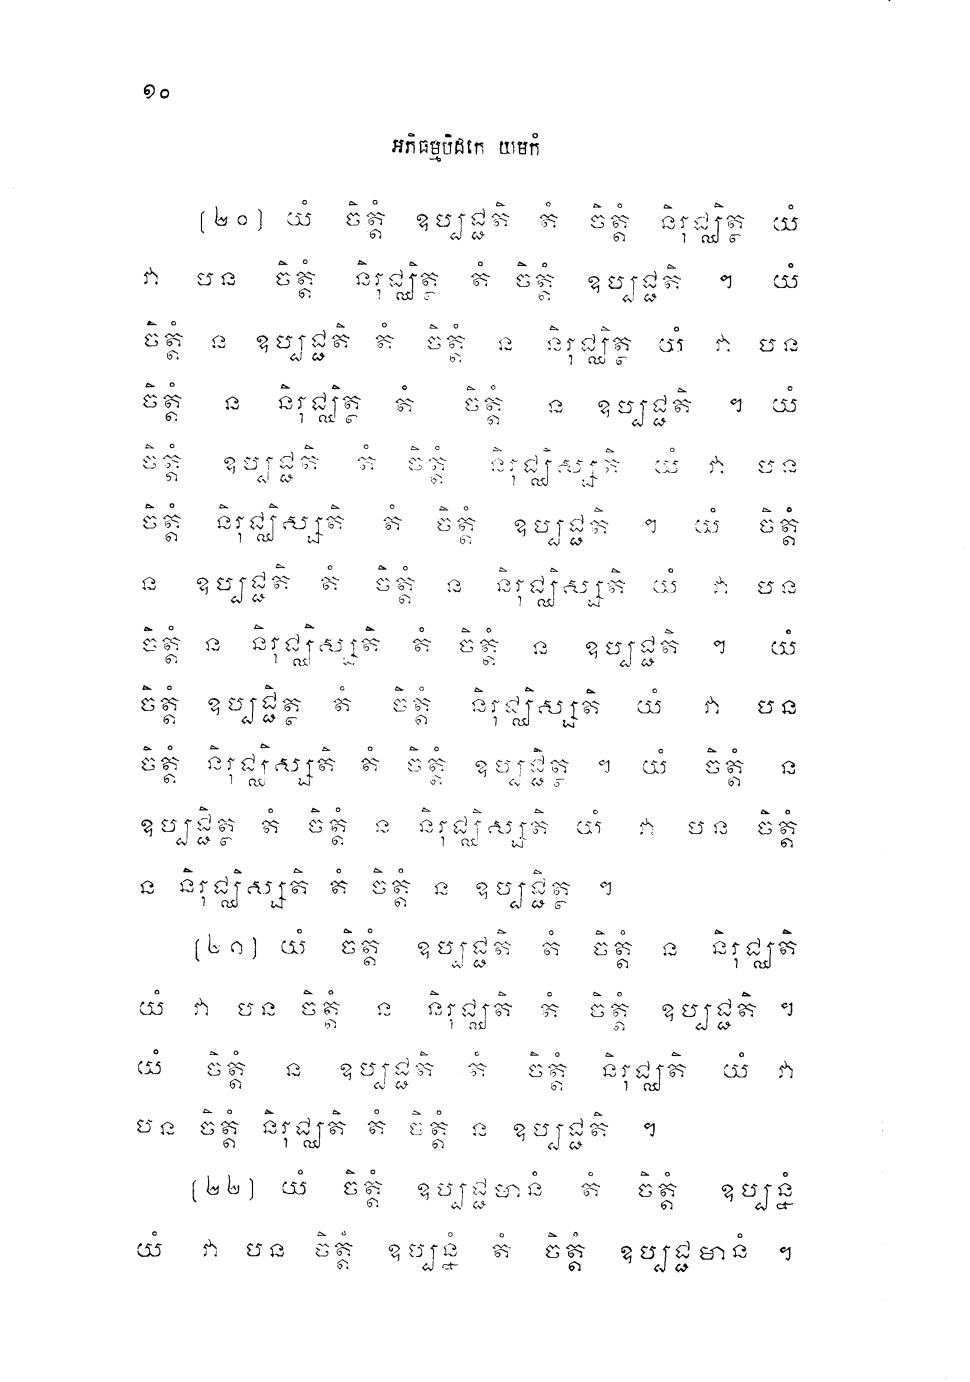 ១០
អភិធម្មបិដកេ យមកំ
(២០) យំ ចិត្តំ ឧប្បជ្ជតិ តំ ចិត្តំ និរុជ្ឈិត្ថ យំ
វា បន ចិត្តំ និរុជ្ឈិត្ថ តំ ចិត្តំ ឧប្បជ្ជតិ ។ យំ
ចិត្តំ ន ឧប្បជ្ជតិ តំ ចិត្តំ ន និរុជ្ឈិត្ថ យំ វា បន
ចិត្តំ ន និរុជ្ឈិត្ថ តំ ចិត្តំ ន ឧប្បជ្ជតិ ។ យំ
ចិត្តំ ឧប្បជ្ជតិ តំ ចិត្តំ និរុជ្ឈិស្សតិ យំ វា បន
ចិត្តំ និរុជ្ឈិស្សតិ តំ ចិត្តំ ឧប្បជ្ជតិ ។ យំ ចិត្តំ
ន ឧប្បជ្ជតិ តំ ចិត្តំ ន និរុជ្ឈិស្សតិ យំ វា បន
ចិត្តំ ន និរុជ្ឈិស្សតិ តំ ចិត្តំ ន ឧប្បជ្ជតិ ។ យំ
ចិត្តំ ឧប្បជ្ជិត្ថ តំ ចិត្តំ និរុជ្ឈិស្សតិ យំ វា បន
ចិត្តំ និរុជ្ឈិស្សតិ តំ ចិត្តំ ឧប្បជ្ជិត្ថ ។ យំ ចិត្តំ ន
ឧប្បជ្ជិត្ថ តំ ចិត្តំ ន និរុជ្ឈិស្សតិ យំ វា បន ចិត្តំ
ន និរុជ្ឈិស្សតិ តំ ចិត្តំ ន ឧប្បជ្ជិត្ថ ។
(២១) យំ ចិត្តំ ឧប្បជ្ជតិ តំ ចិត្តំ ន និរុជ្ឈតិ
យំ វា បន ចិត្តំ ន និរុជ្ឈតិ តំ ចិត្តំ ឧប្បជ្ជតិ ។
យំ ចិត្តំ ន ឧប្បជ្ជតិ តំ ចិត្តំ និរុជ្ឈតិ យំ វា
បន ចិត្តំ និរុជ្ឈតិ តំ ចិត្តំ ន ឧប្បជ្ជតិ ។
(២២) យំ ចិត្តំ ឧប្បជ្ជមានំ តំ ចិត្តំ ឧប្បន្នំ
យំ វា បន ចិត្តំ ឧប្បន្នំ តំ ចិត្តំ ឧប្បជ្ជមានំ ។